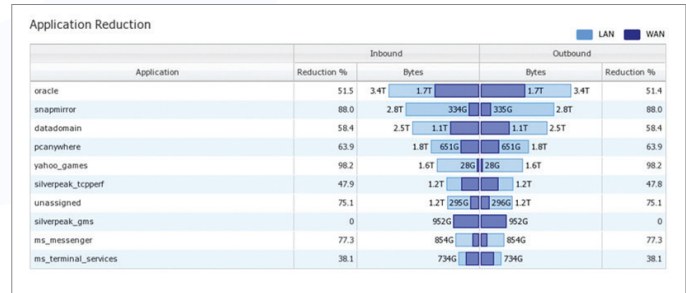 Application Reduction
LAN WAN
Inbound Outbound
Application Reduction % Bytes Bytes Reduction %
oracle 51.5 3.4T 1.7T 1.7T 3.4T 51.4
snapmirror 88.0 2.8T 334G 335G 2.8T 88.0
datadomain 58.4 2.5T 1.1T 1.1T 2.5T 58.4
pcanywhere 63.9 1.8T 651G 651G 1.8T 63.9
yahoo_games 98.2 1.6T 28G 28G 1.6T 98.2
silverpeak_tcpperf 47.9 1.2T 1.2T 47.8
unassigned 75.1 1.2T 295G 296G 1.2T 75.1
silverpeak_gms 0 952G 952G 0
ms_messenger 77.3 854G 854G 77.3
ms_terminal_services 38.1 734G 734G 38.1